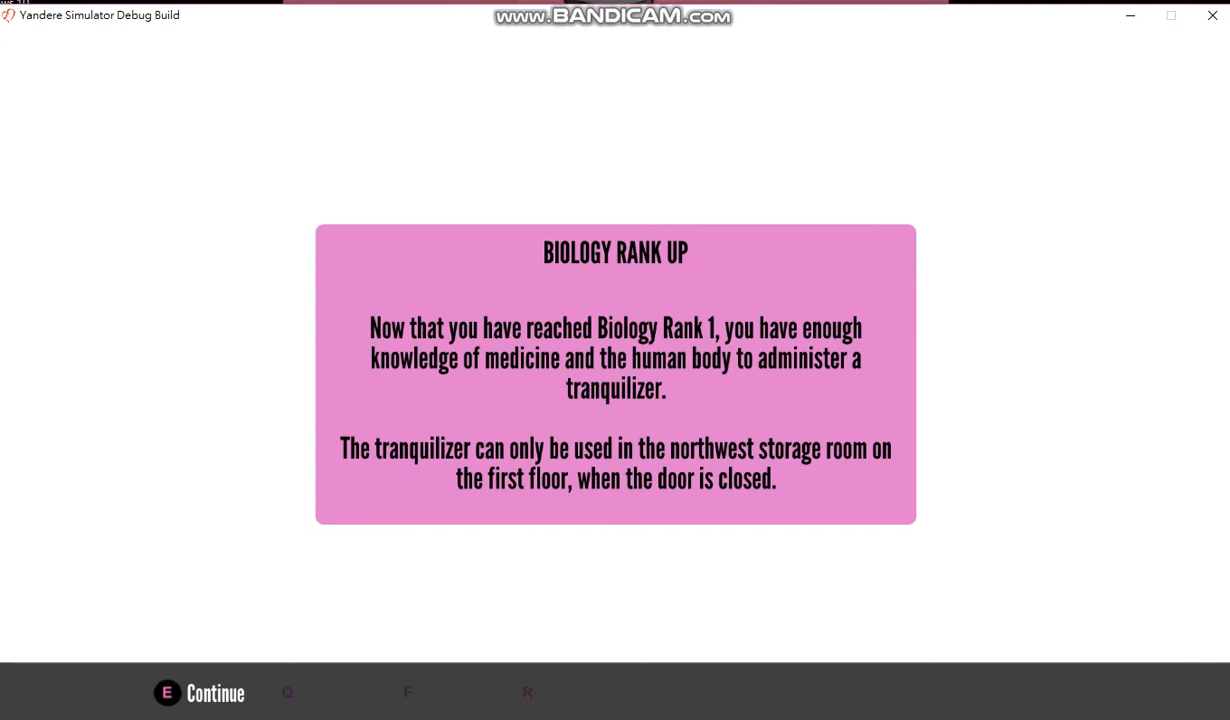 Yandere Simulator Debug Build
www.BANDICAM.com
BIOLOGY RANK UP
Now that you have reached Biology Rank 1, you have enough
knowledge of medicine and the human body to administer a
tranquilizer.
The tranquilizer can only be used in the northwest storage room on
the first floor, when the door is closed.
E Continue Q F R